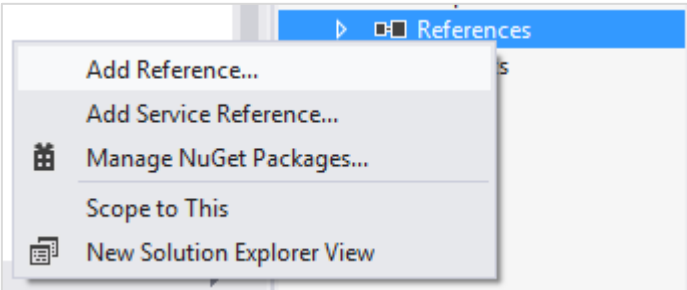 References
Add Reference...
Add Service Reference...
Manage NuGet Packages...
Scope to This
New Solution Explorer View